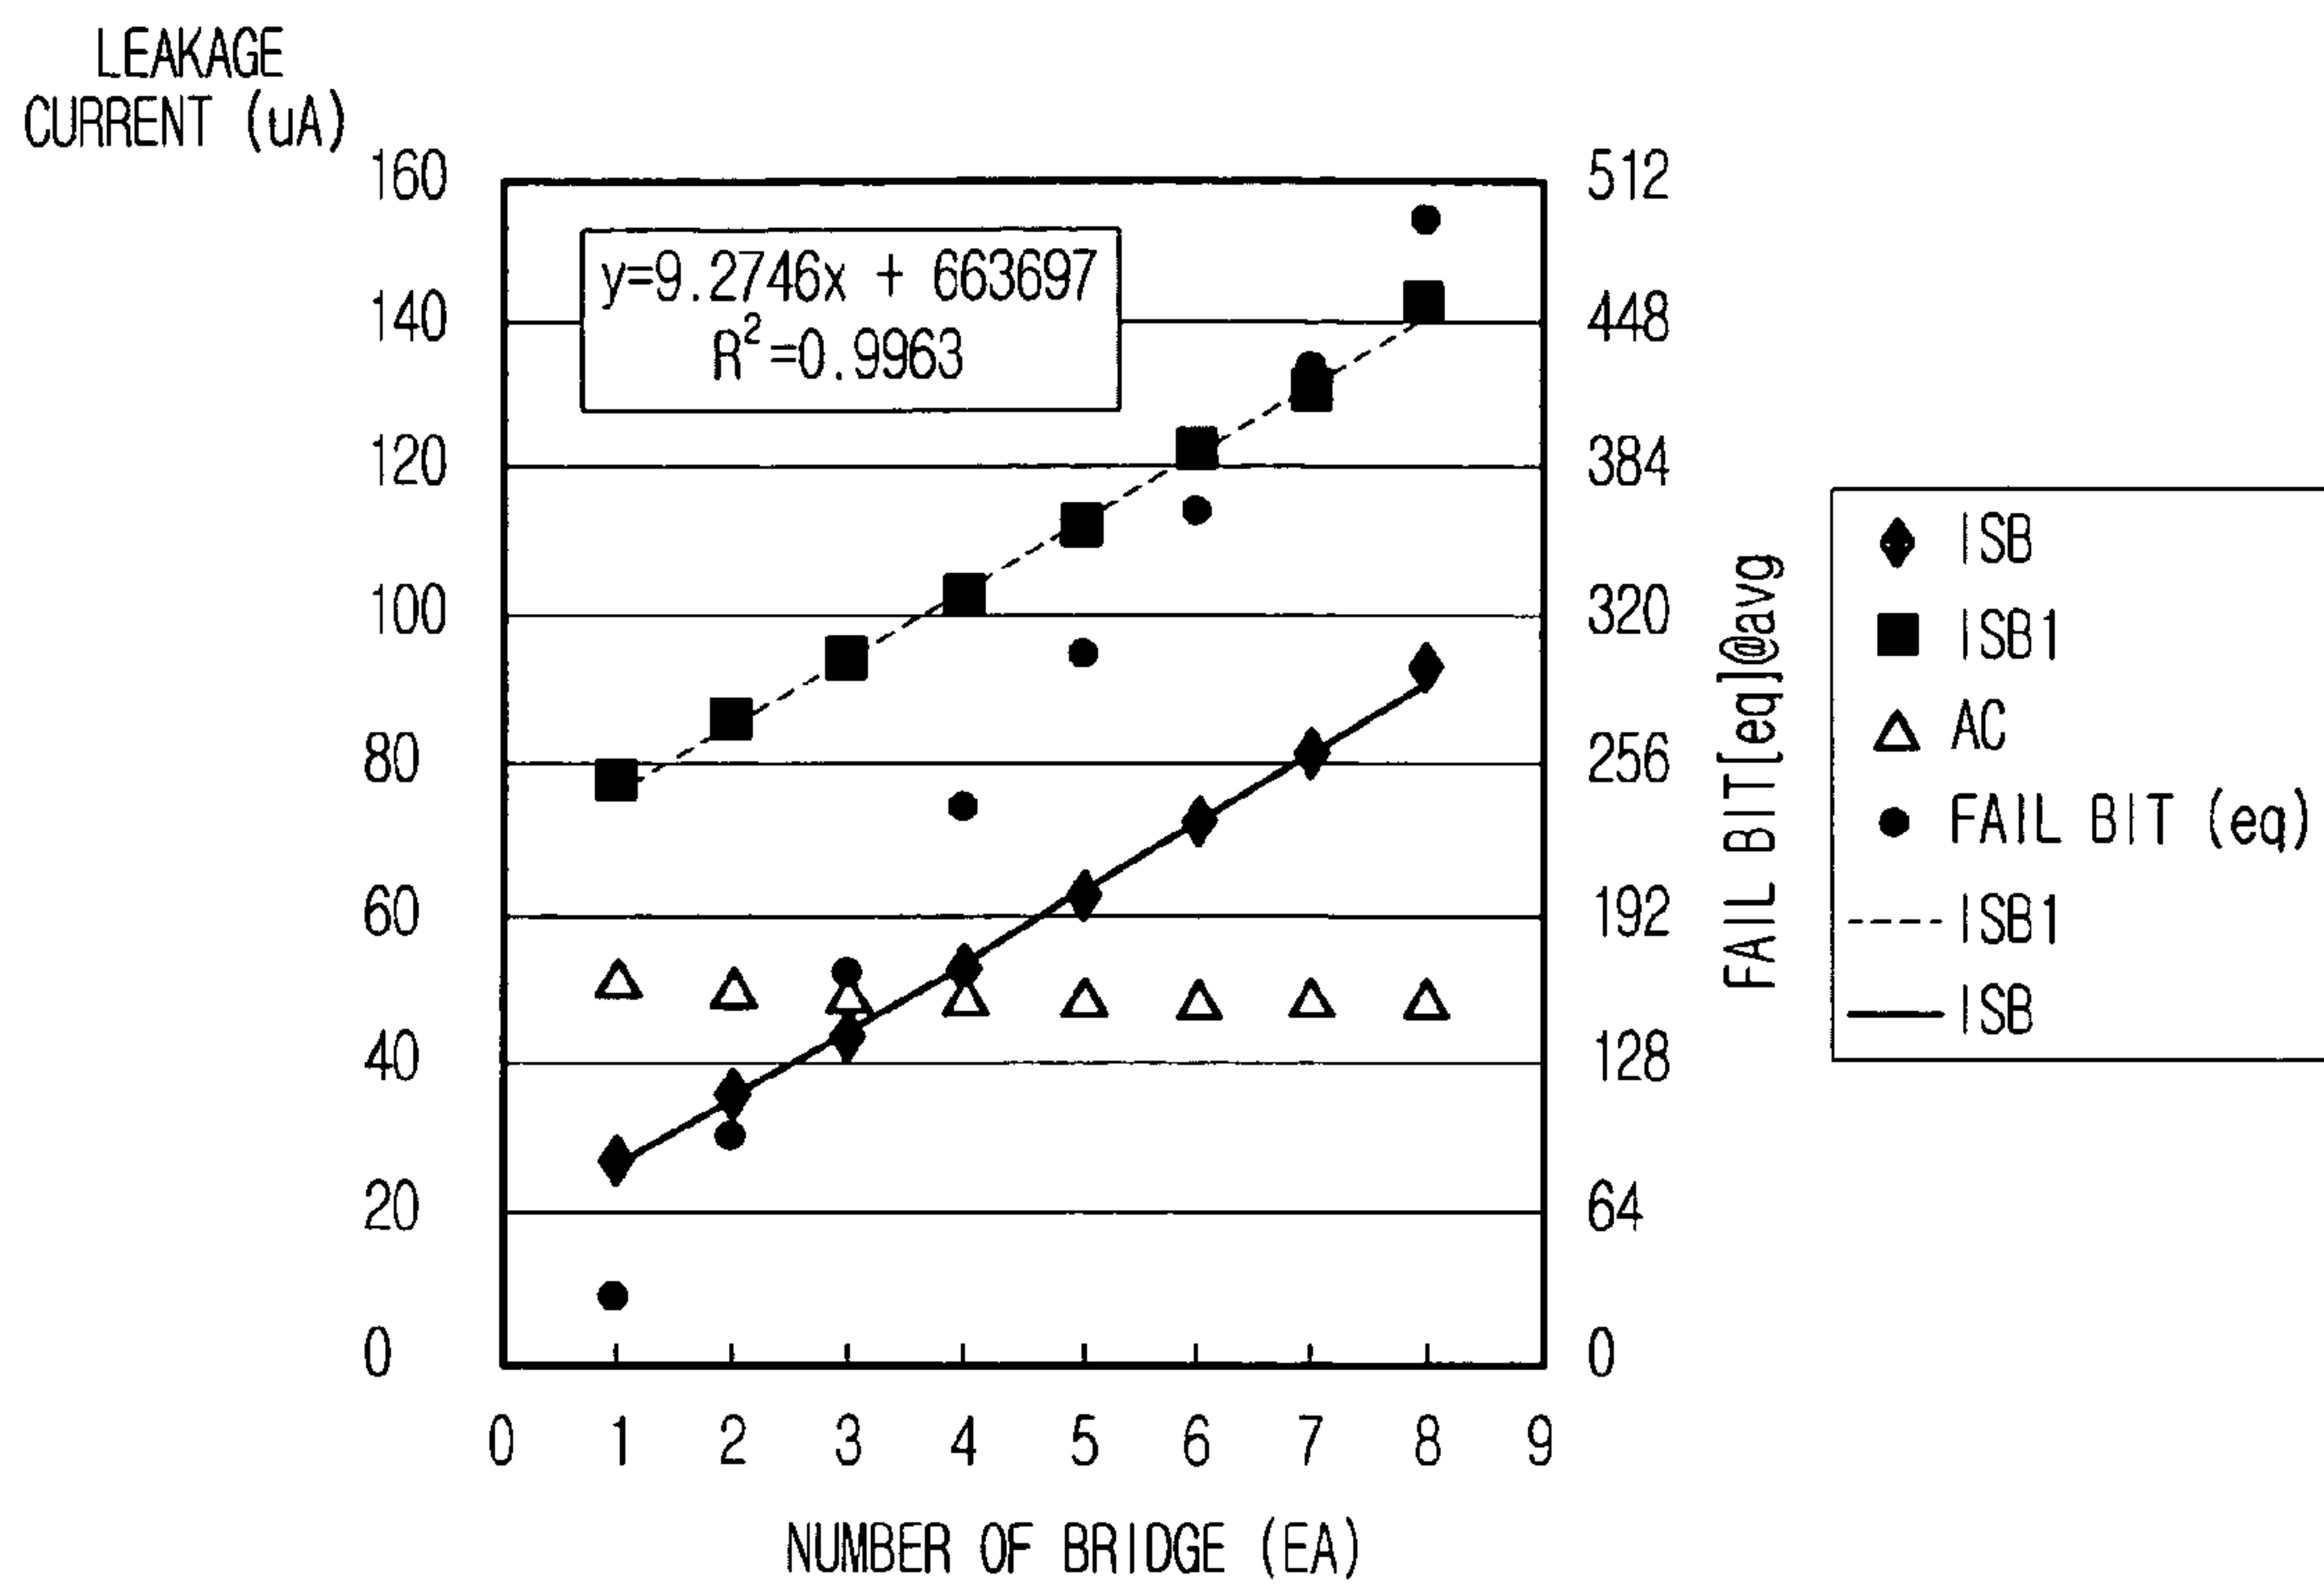 LEAKAGE
CURRENT (uA)
160
140
120
100
80
60
40
20
0
y=9.2746x + 663697
R²=0.9963
512
448
384
320
256
192
128
64
0
FAIL BIT[eq]@avg
ISB
ISB1
AC
FAIL BIT (eq)
ISB1
ISB
0 1 2 3 4 5 6 7 8 9
NUMBER OF BRIDGE (EA)